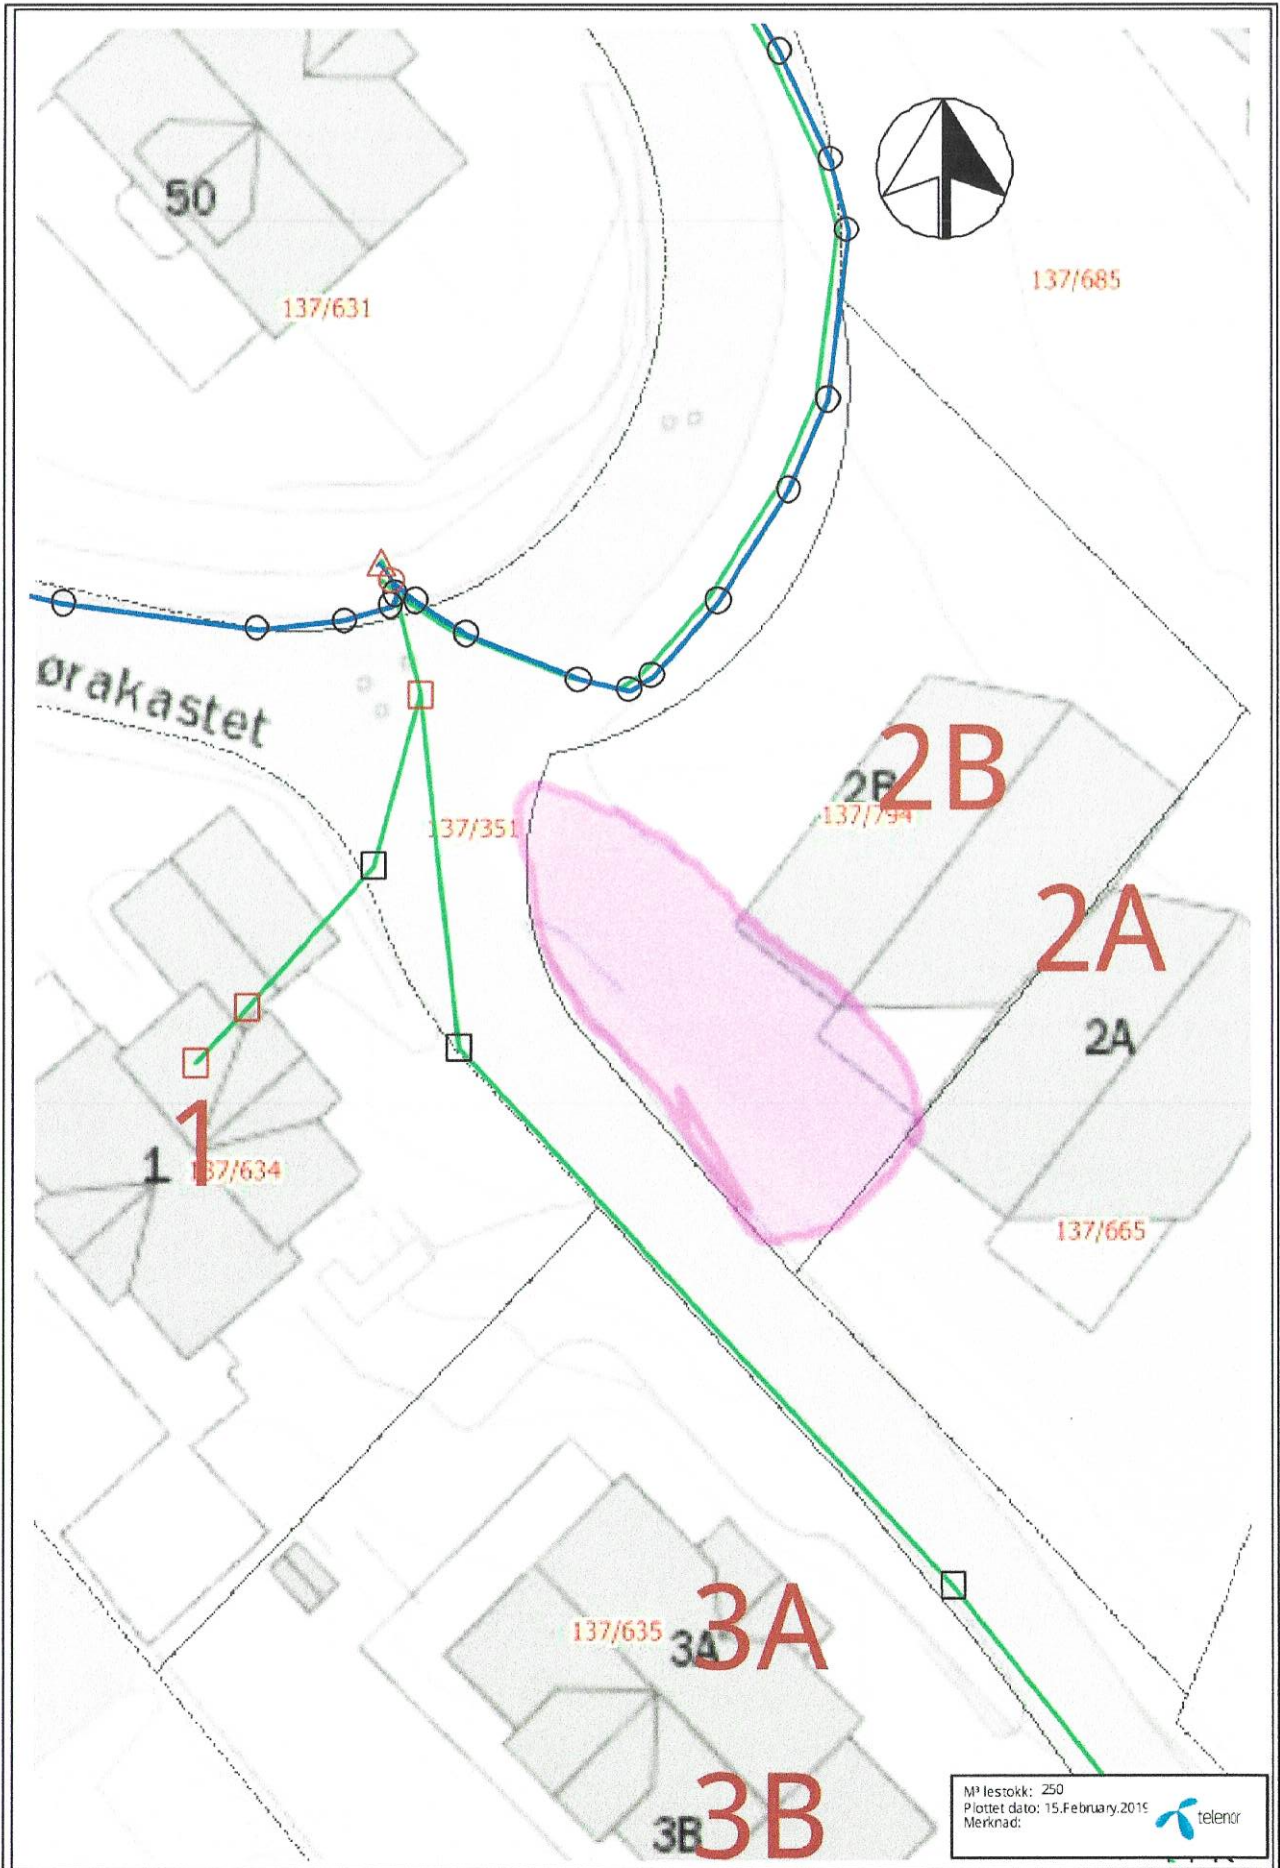 50
137/631
137/685
ørakastet
137/351
2B
2B
137/794
2A
2A
137/665
1
1
137/634
137/635
3A
3A
3B
3B
Målestokk: 250
Plottet dato: 15.February.2019
Merknad:
telenor